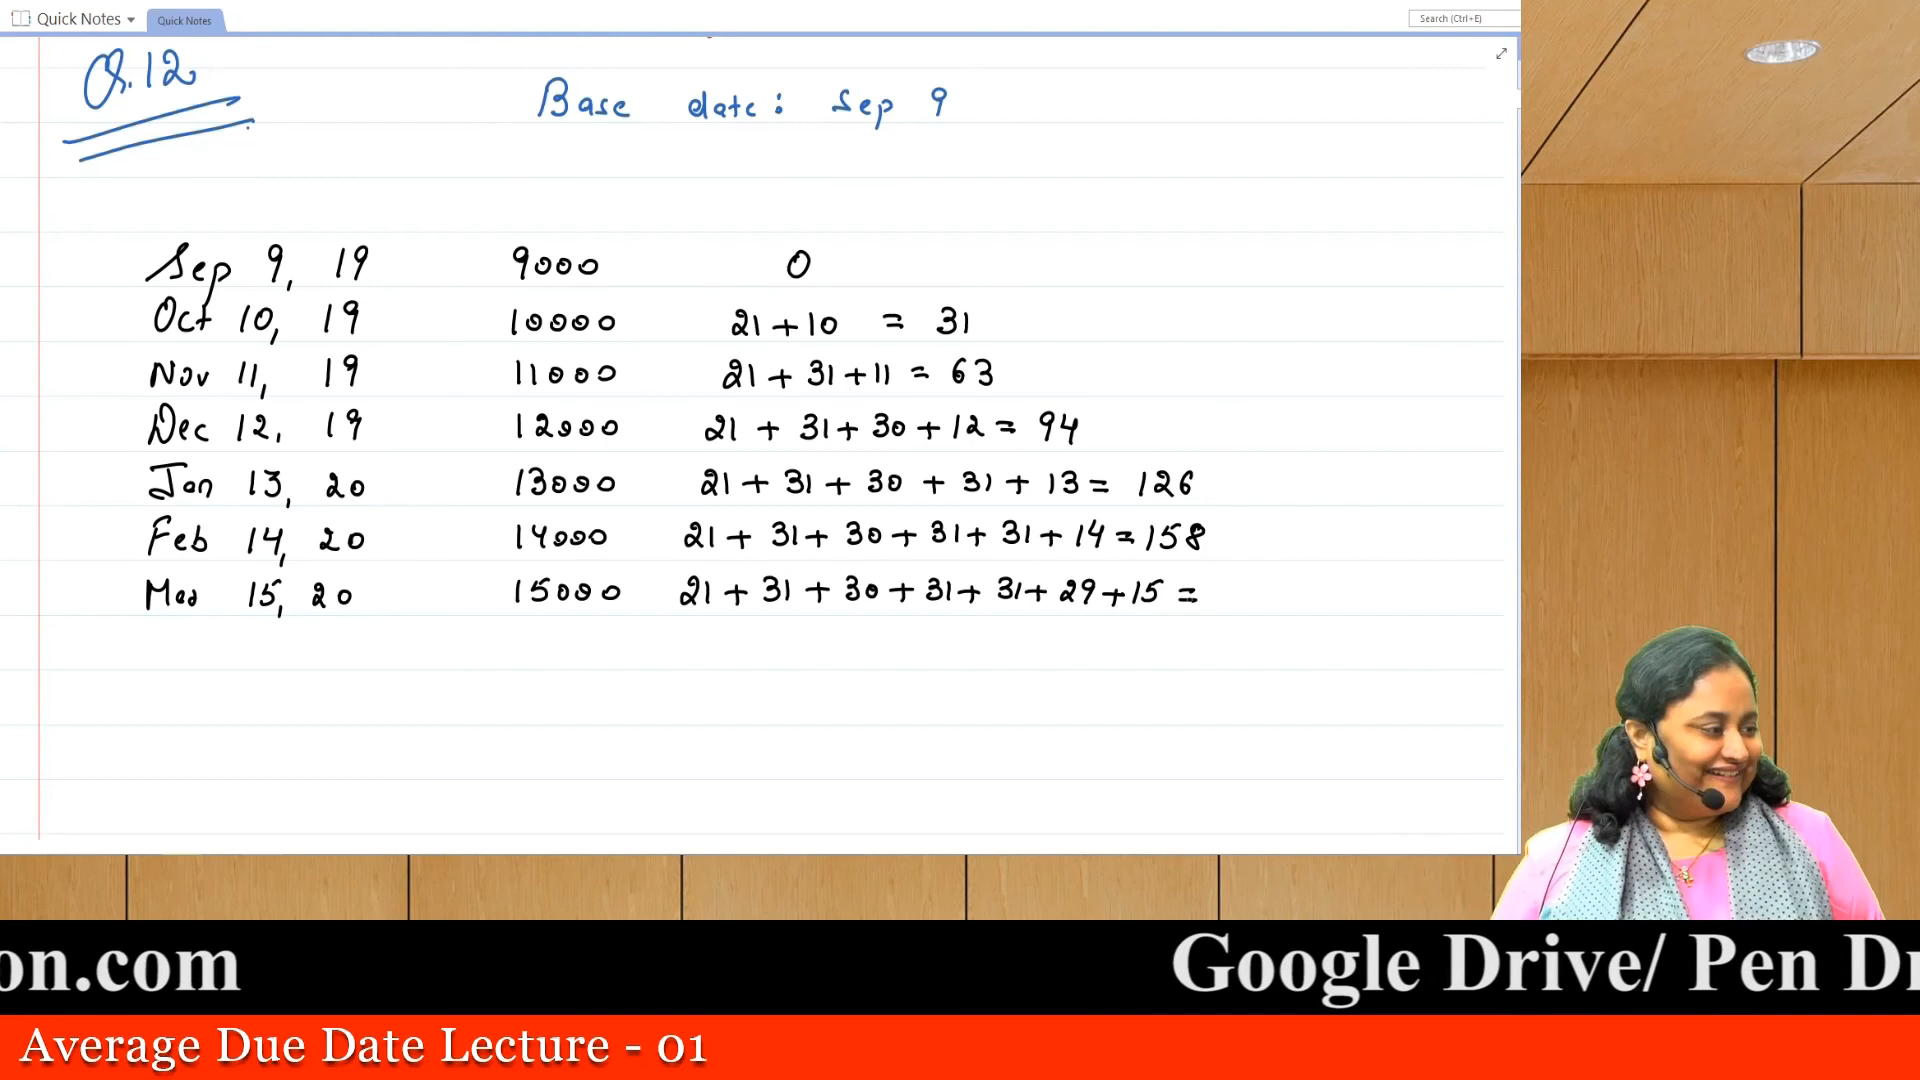 Quick Notes
Quick Notes
Search (Ctrl+E)
Q.12
Base date: Sep 9
Sep 9, 19 9000 0
Oct 10, 19 10000 21 + 10 = 31
Nov 11, 19 11000 21 + 31 + 11 = 63
Dec 12, 19 12000 21 + 31 + 30 + 12 = 94
Jan 13, 20 13000 21 + 31 + 30 + 31 + 13 = 126
Feb 14, 20 14000 21 + 31 + 30 + 31 + 31 + 14 = 158
Mar 15, 20 15000 21 + 31 + 30 + 31 + 31 + 29 + 15 =
on.com Google Drive/ Pen Dr
Average Due Date Lecture - 01